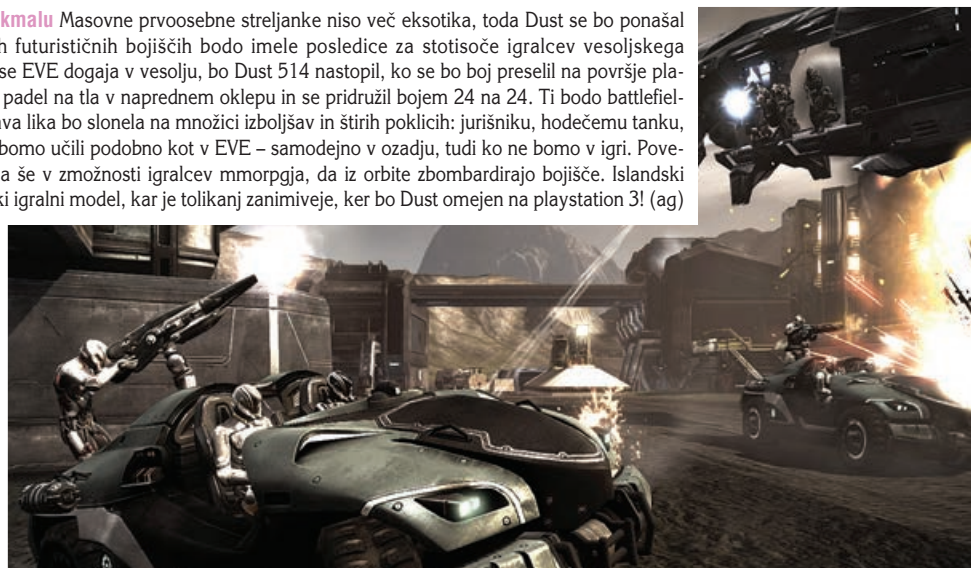 kmalu Masovne prvoosebne streljanke niso več eksotika, toda Dust se bo ponašal
h futurističnih bojiščih bodo imele posledice za stotisoče igralcev vesoljskega
se EVE dogaja v vesolju, bo Dust 514 nastopil, ko se bo boj preselil na površje pla-
padel na tla v naprednem oklepu in se pridružil bojem 24 na 24. Ti bodo battlefiel-
ava lika bo slonela na množici izboljšav in štirih poklicih: jurišniku, hodečemu tanku,
bomo učili podobno kot v EVE – samodejno v ozadju, tudi ko ne bomo v igri. Pove-
a še v zmožnosti igralcev mmorpgja, da iz orbite zbombardirajo bojišče. Islandski
ki igralni model, kar je tolikanj zanimiveje, ker bo Dust omejen na playstation 3! (ag)